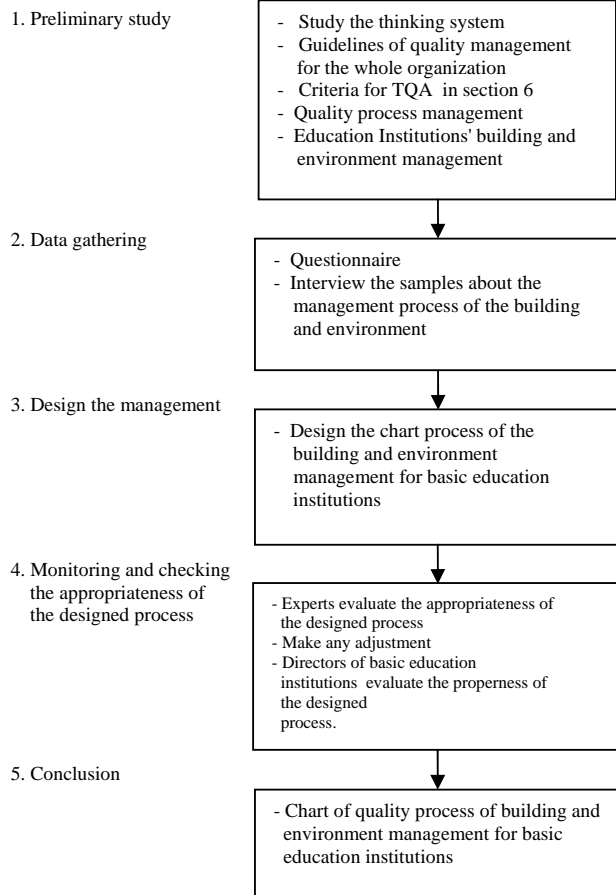 1. Preliminary study
- Study the thinking system
- Guidelines of quality management
for the whole organization
- Criteria for TQA in section 6
- Quality process management
- Education Institutions' building and
environment management
2. Data gathering
- Questionnaire
- Interview the samples about the
management process of the building
and environment
3. Design the management
- Design the chart process of the
building and environment
management for basic education
institutions
4. Monitoring and checking
the appropriateness of
the designed process
- Experts evaluate the appropriateness of
the designed process
- Make any adjustment
- Directors of basic education
institutions evaluate the properness of
the designed
process.
5. Conclusion
- Chart of quality process of building and
environment management for basic
education institutions